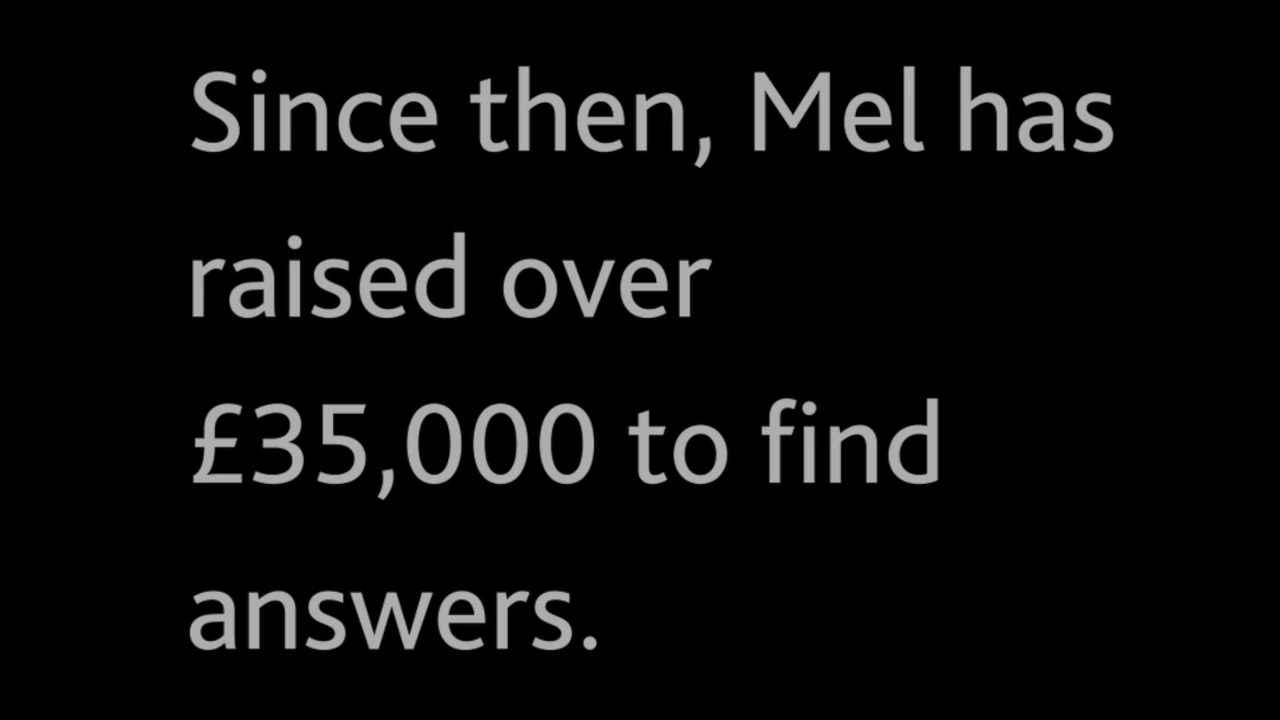 Since then, Mel has
raised over
£35,000 to find
answers.